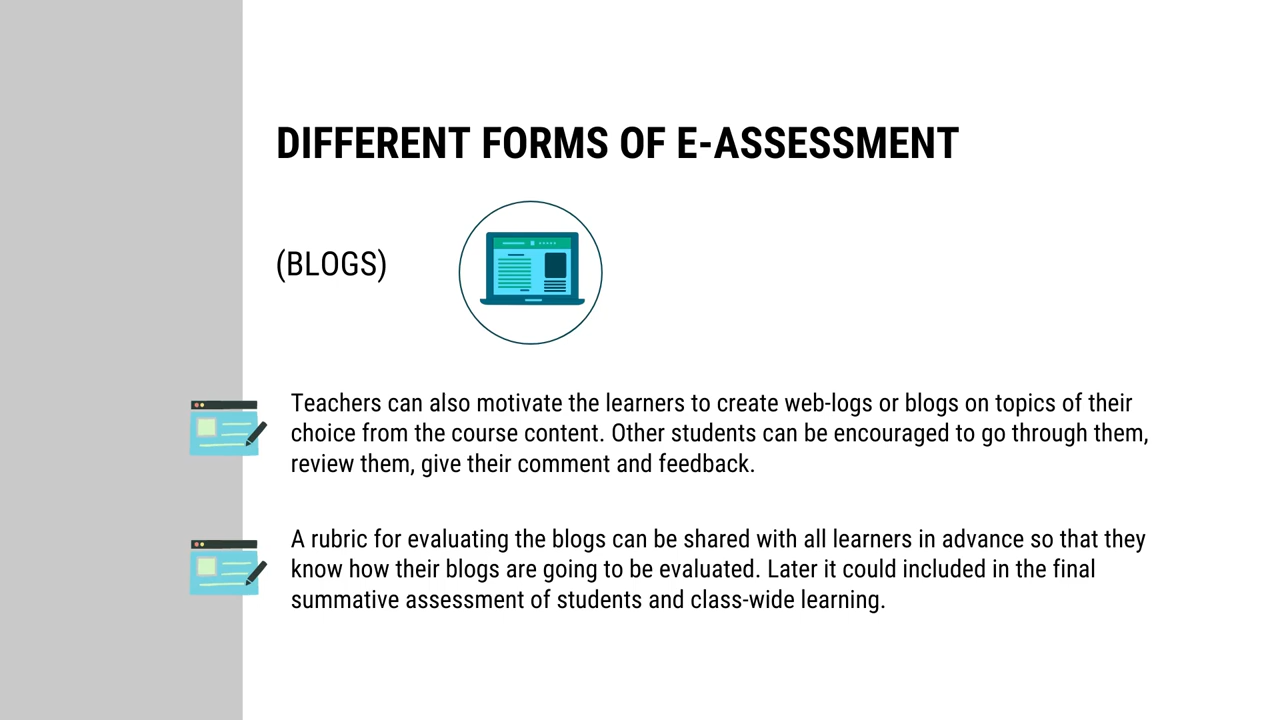 DIFFERENT FORMS OF E-ASSESSMENT
(BLOGS)
Teachers can also motivate the learners to create web-logs or blogs on topics of their
choice from the course content. Other students can be encouraged to go through them,
review them, give their comment and feedback.
A rubric for evaluating the blogs can be shared with all learners in advance so that they
know how their blogs are going to be evaluated. Later it could included in the final
summative assessment of students and class-wide learning.